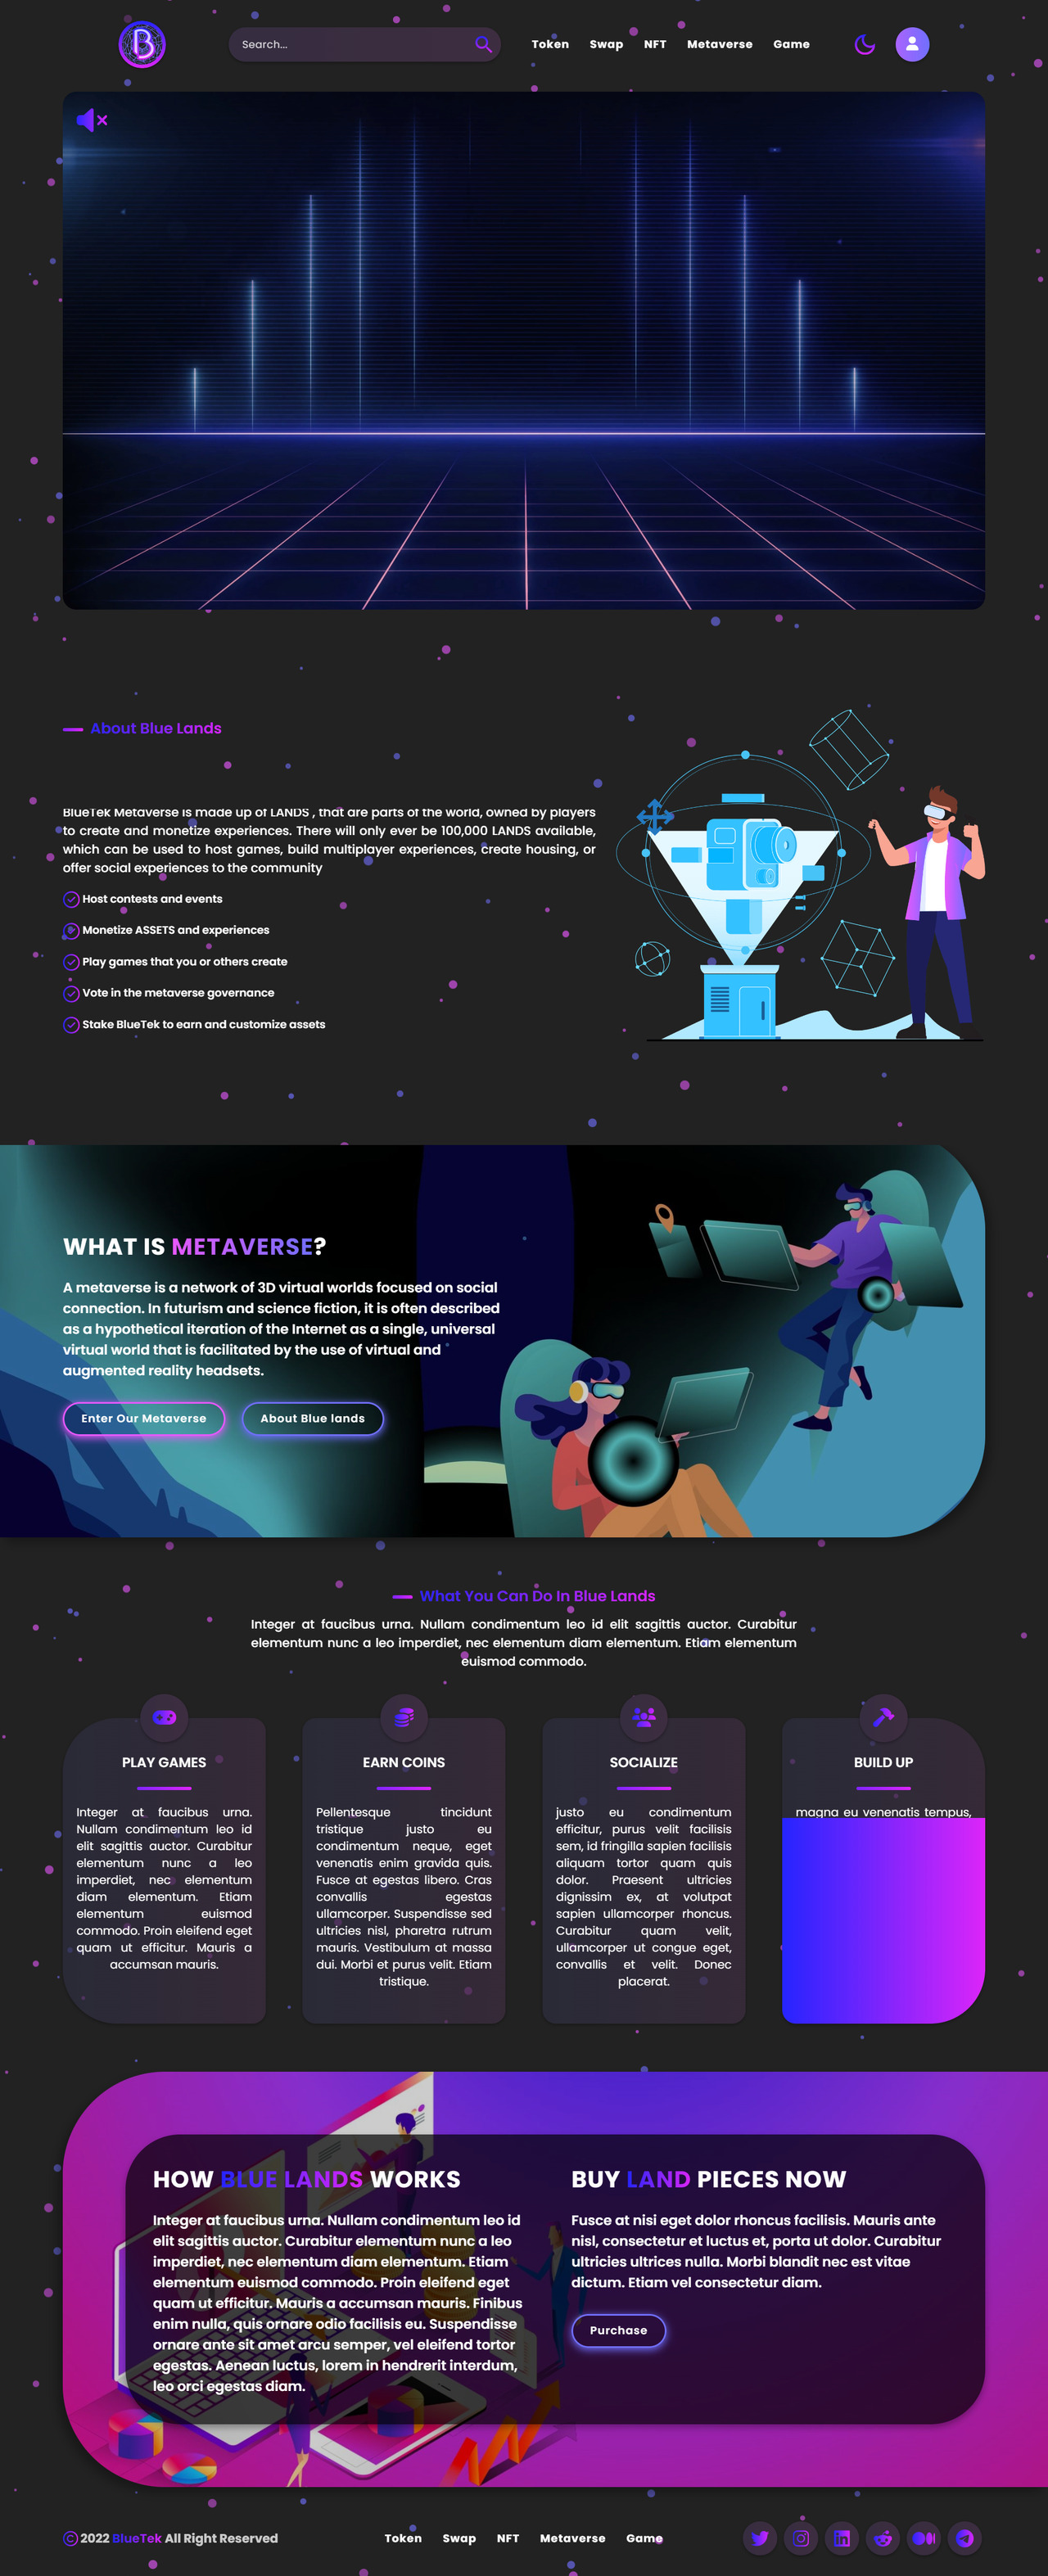 B
Search...
Token Swap NFT Metaverse Game
About Blue Lands
BlueTek Metaverse is made up of LANDS , that are parts of the world, owned by players
to create and monetize experiences. There will only ever be 100,000 LANDS available,
which can be used to host games, build multiplayer experiences, create housing, or
offer social experiences to the community
Host contests and events
Monetize ASSETS and experiences
Play games that you or others create
Vote in the metaverse governance
Stake BlueTek to earn and customize assets
WHAT IS METAVERSE?
A metaverse is a network of 3D virtual worlds focused on social
connection. In futurism and science fiction, it is often described
as a hypothetical iteration of the Internet as a single, universal
virtual world that is facilitated by the use of virtual and
augmented reality headsets.
Enter Our Metaverse About Blue lands
What You Can Do In Blue Lands
Integer at faucibus urna. Nullam condimentum leo id elit sagittis auctor. Curabitur
elementum nunc a leo imperdiet, nec elementum diam elementum. Etiam elementum
euismod commodo.
PLAY GAMES
Integer at faucibus urna.
Nullam condimentum leo id
elit sagittis auctor. Curabitur
elementum nunc a leo
imperdiet, nec elementum
diam elementum. Etiam
elementum euismod
commodo. Proin eleifend eget
quam ut efficitur. Mauris a
accumsan mauris.
EARN COINS
Pellentesque tincidunt
tristique justo eu
condimentum neque, eget
venenatis enim gravida quis.
Fusce at egestas libero. Cras
convallis egestas
ullamcorper. Suspendisse sed
ultricies nisl, pharetra rutrum
mauris. Vestibulum at massa
dui. Morbi et purus velit. Etiam
tristique.
SOCIALIZE
justo eu condimentum
efficitur, purus velit facilisis
sem, id fringilla sapien facilisis
aliquam tortor quam quis
dolor. Praesent ultricies
dignissim ex, at volutpat
sapien ullamcorper rhoncus.
Curabitur quam velit,
ullamcorper ut congue eget,
convallis et velit. Donec
placerat.
BUILD UP
magna eu venenatis tempus,
HOW BLUE LANDS WORKS
Integer at faucibus urna. Nullam condimentum leo id
elit sagittis auctor. Curabitur elementum nunc a leo
imperdiet, nec elementum diam elementum. Etiam
elementum euismod commodo. Proin eleifend eget
quam ut efficitur. Mauris a accumsan mauris. Finibus
enim nulla, quis ornare odio facilisis eu. Suspendisse
ornare ante sit amet arcu semper, vel eleifend tortor
egestas. Aenean luctus, lorem in hendrerit interdum,
leo orci egestas diam.
BUY LAND PIECES NOW
Fusce at nisi eget dolor rhoncus facilisis. Mauris ante
nisl, consectetur et luctus et, porta ut dolor. Curabitur
ultricies ultrices nulla. Morbi blandit nec est vitae
dictum. Etiam vel consectetur diam.
Purchase
© 2022 BlueTek All Right Reserved
Token Swap NFT Metaverse Game